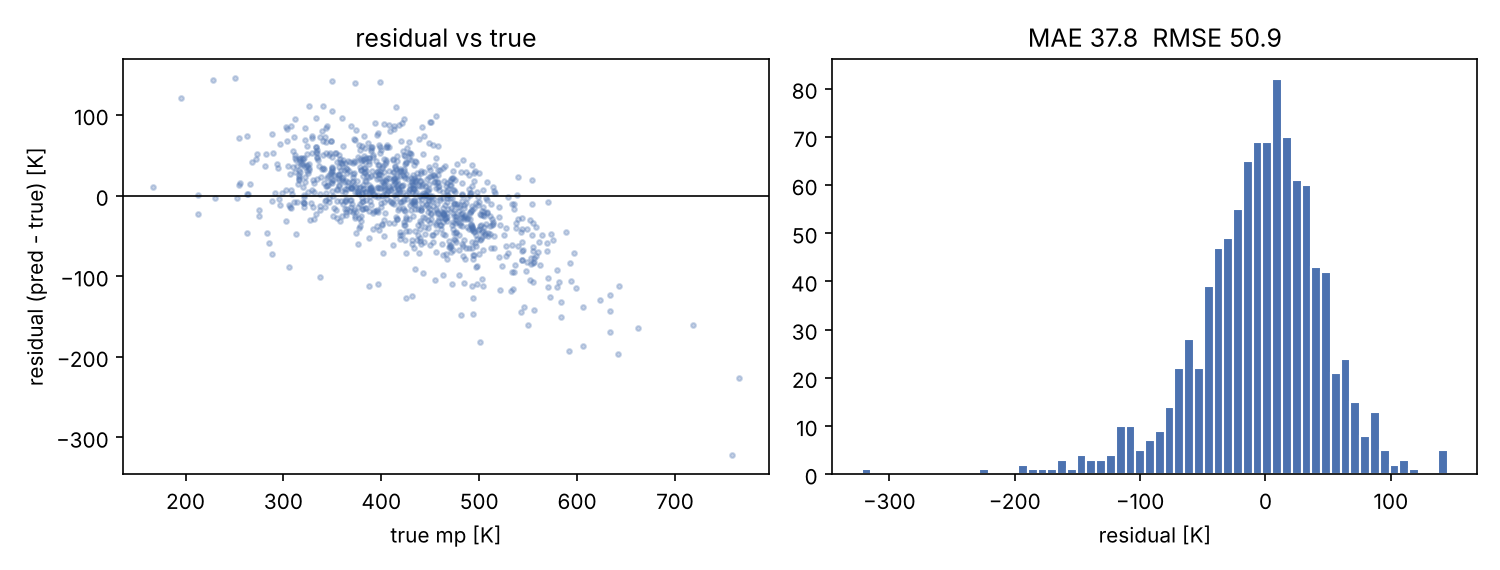 residual vs true
100
0
−100
−200
−300
residual (pred - true) [K]
200 300 400 500 600 700
true mp [K]
MAE 37.8 RMSE 50.9
80
70
60
50
40
30
20
10
0
−300 −200 −100 0 100
residual [K]